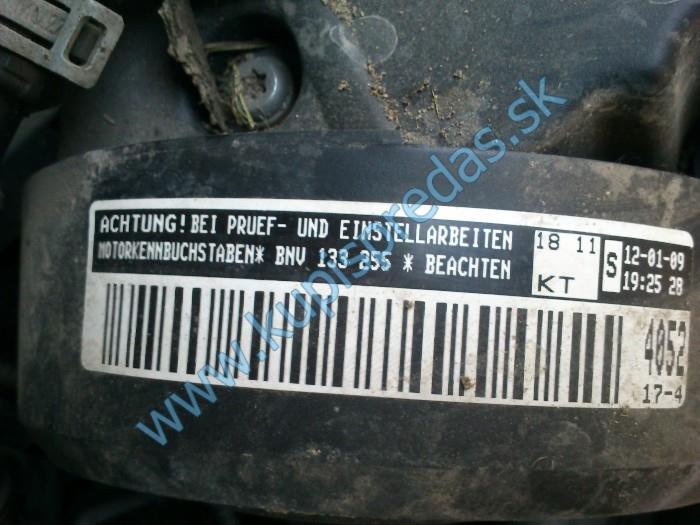 ACHTUNG! BEI PRUEF- UND EINSTELLARBEITEN
MOTORKENNBUCHSTABEN* BNV 133 255 * BEACHTEN
18 11
KT
S
12-01-09
19:25 28
4052
17-4
www.kupispredas.sk